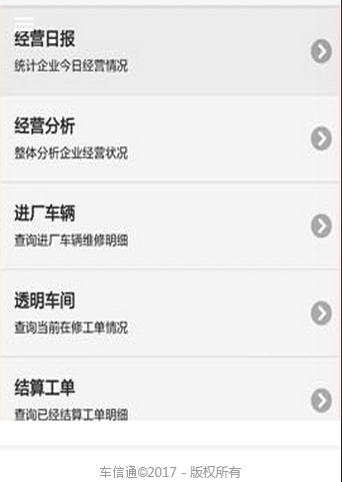 经营日报
统计企业今日经营情况
经营分析
整体分析企业经营状况
进厂车辆
查询进厂车辆维修明细
透明车间
查询当前在修工单情况
结算工单
查询已经结算工单明细
车信通©2017 - 版权所有